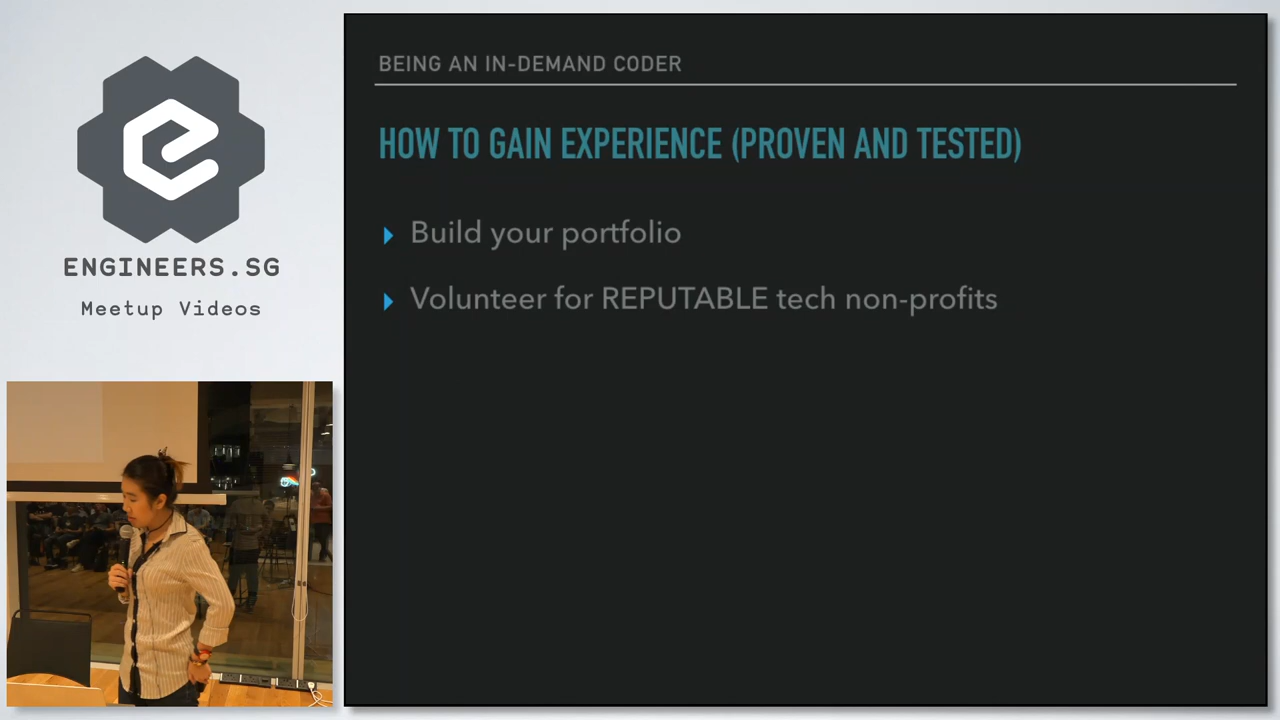 ENGINEERS.SG
Meetup Videos
BEING AN IN-DEMAND CODER
HOW TO GAIN EXPERIENCE (PROVEN AND TESTED)
Build your portfolio
Volunteer for REPUTABLE tech non-profits